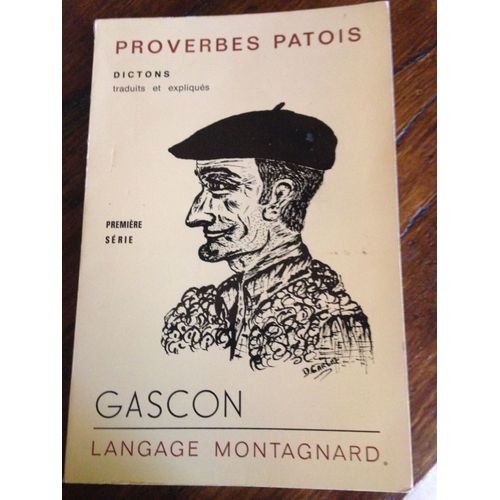 PROVERBES PATOIS
DICTONS
traduits et expliqués
PREMIÈRE
SÉRIE
GASCON
LANGAGE MONTAGNARD